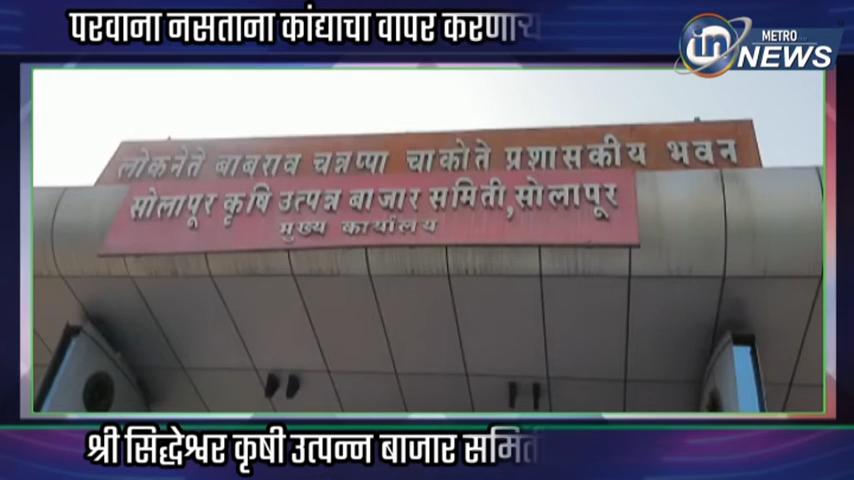 परवाना नसताना कांद्याचा वापर करणाऱ्या
in METRO NEWS
लोकनेते बाबुराव चन्नप्पा चाकोते प्रशासकीय भवन
सोलापूर कृषि उत्पन्न बाजार समिती,सोलापूर
मुख्य कार्यालय
श्री सिद्धेश्वर कृषी उत्पन्न बाजार समिती